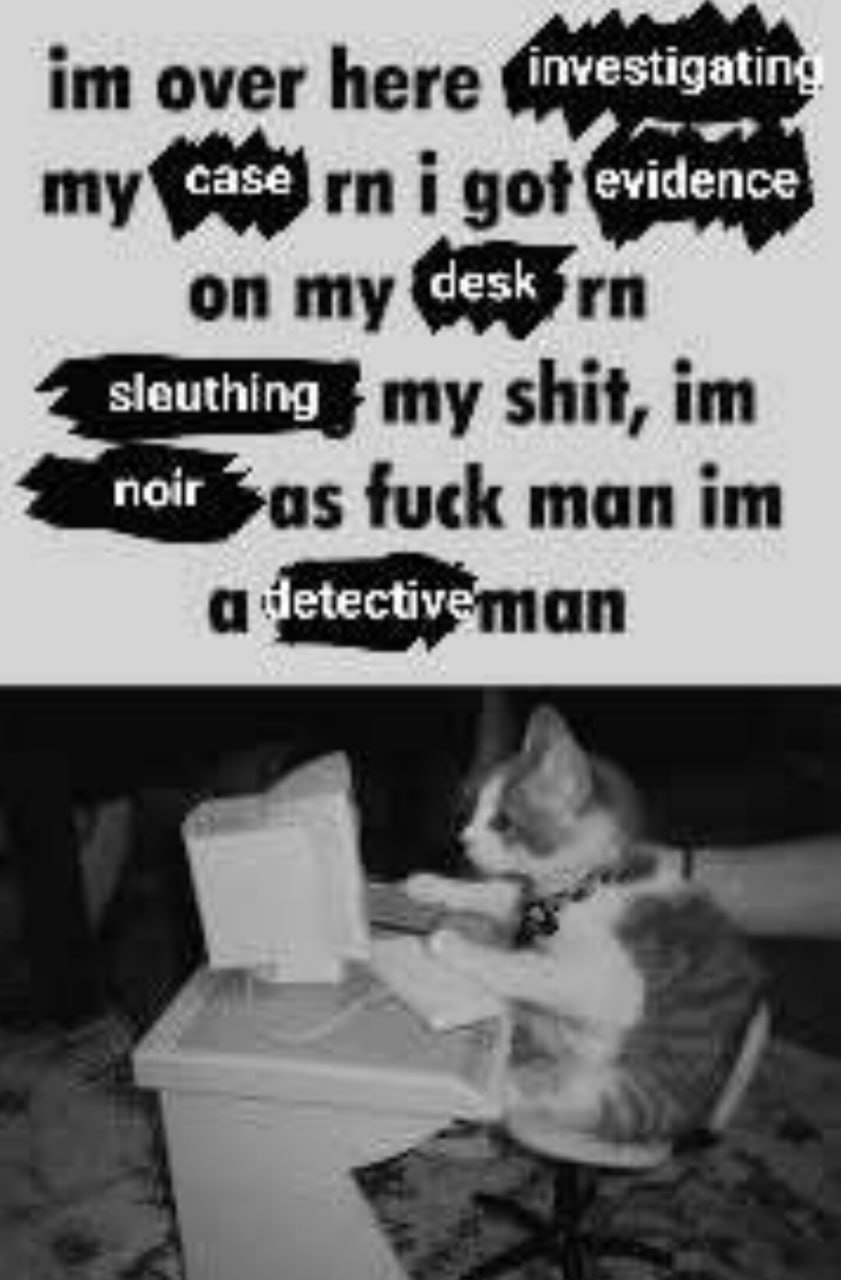 im over here investigating
my case rn i got evidence
on my desk rn
sleuthing my shit, im
noir as fuck man im
a detective man